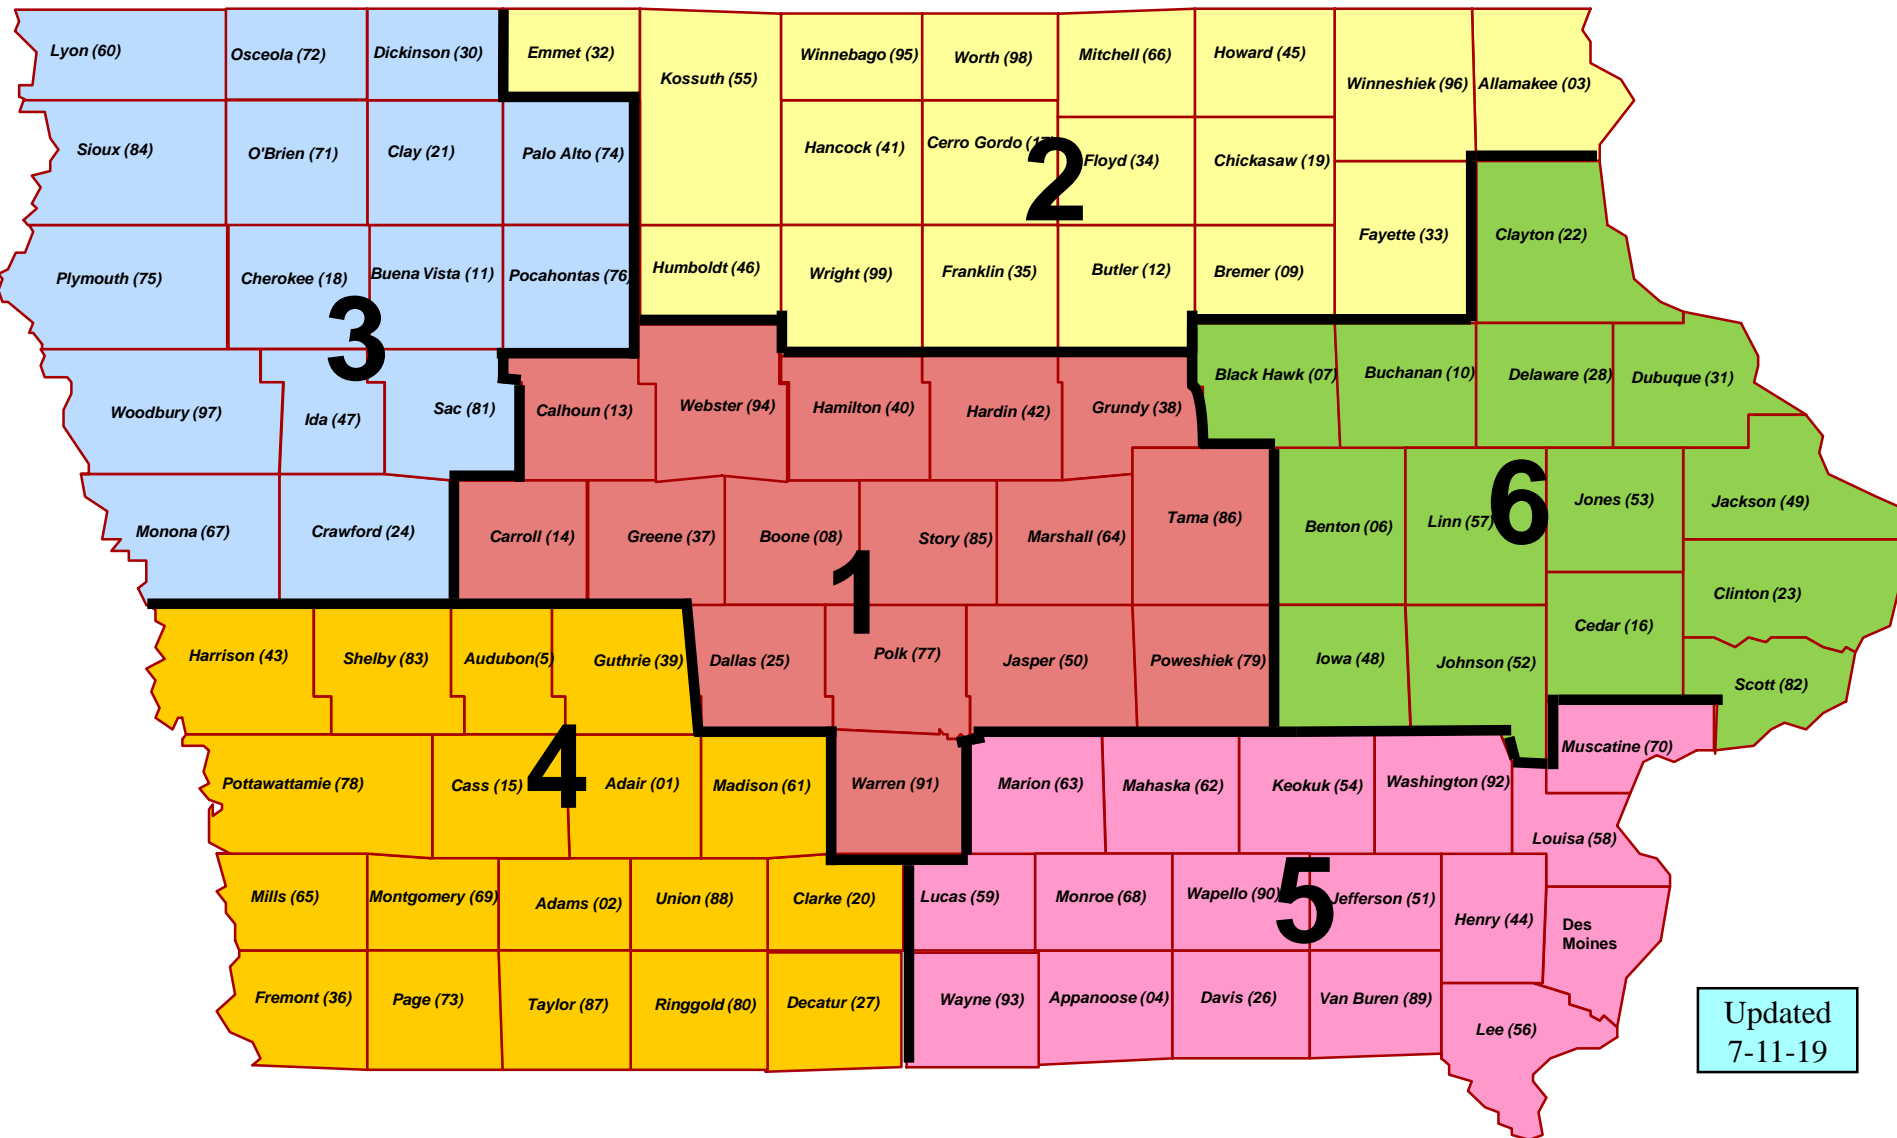 Lyon (60)
Osceola (72)
Dickinson (30)
Emmet (32)
Kossuth (55)
Winnebago (95)
Worth (98)
Mitchell (66)
Howard (45)
Winneshiek (96)
Allamakee (03)
Sioux (84)
O'Brien (71)
Clay (21)
Palo Alto (74)
Hancock (41)
Cerro Gordo
2
Floyd (34)
Chickasaw (19)
Fayette (33)
Clayton (22)
Plymouth (75)
Cherokee (18)
Buena Vista (11)
Pocahontas (76)
Humboldt (46)
Wright (99)
Franklin (35)
Butler (12)
Bremer (09)
3
Woodbury (97)
Ida (47)
Sac (81)
Calhoun (13)
Webster (94)
Hamilton (40)
Hardin (42)
Grundy (38)
Black Hawk (07)
Buchanan (10)
Delaware (28)
Dubuque (31)
Monona (67)
Crawford (24)
Carroll (14)
Greene (37)
Boone (08)
Story (85)
Marshall (64)
Tama (86)
Benton (06)
Linn (57)
6
Jones (53)
Jackson (49)
1
Clinton (23)
Cedar (16)
Harrison (43)
Shelby (83)
Audubon(5)
Guthrie (39)
Dallas (25)
Polk (77)
Jasper (50)
Poweshiek (79)
Iowa (48)
Johnson (52)
Scott (82)
Muscatine (70)
4
Pottawattamie (78)
Cass (15)
Adair (01)
Madison (61)
Warren (91)
Marion (63)
Mahaska (62)
Keokuk (54)
Washington (92)
Louisa (58)
5
Mills (65)
Montgomery (69)
Adams (02)
Union (88)
Clarke (20)
Lucas (59)
Monroe (68)
Wapello (90)
Jefferson (51)
Henry (44)
Des
Moines
Fremont (36)
Page (73)
Taylor (87)
Ringgold (80)
Decatur (27)
Wayne (93)
Appanoose (04)
Davis (26)
Van Buren (89)
Lee (56)
Updated
7-11-19